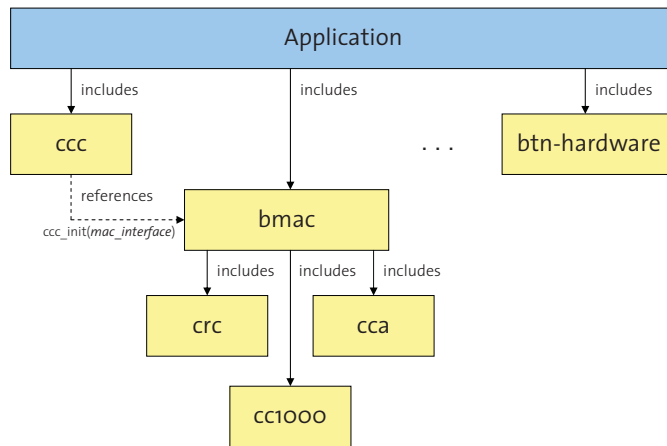 Application
includes
includes
includes
ccc
. . .
btn-hardware
references
ccc_init(mac_interface)
bmac
includes
includes
includes
crc
cca
cc1000